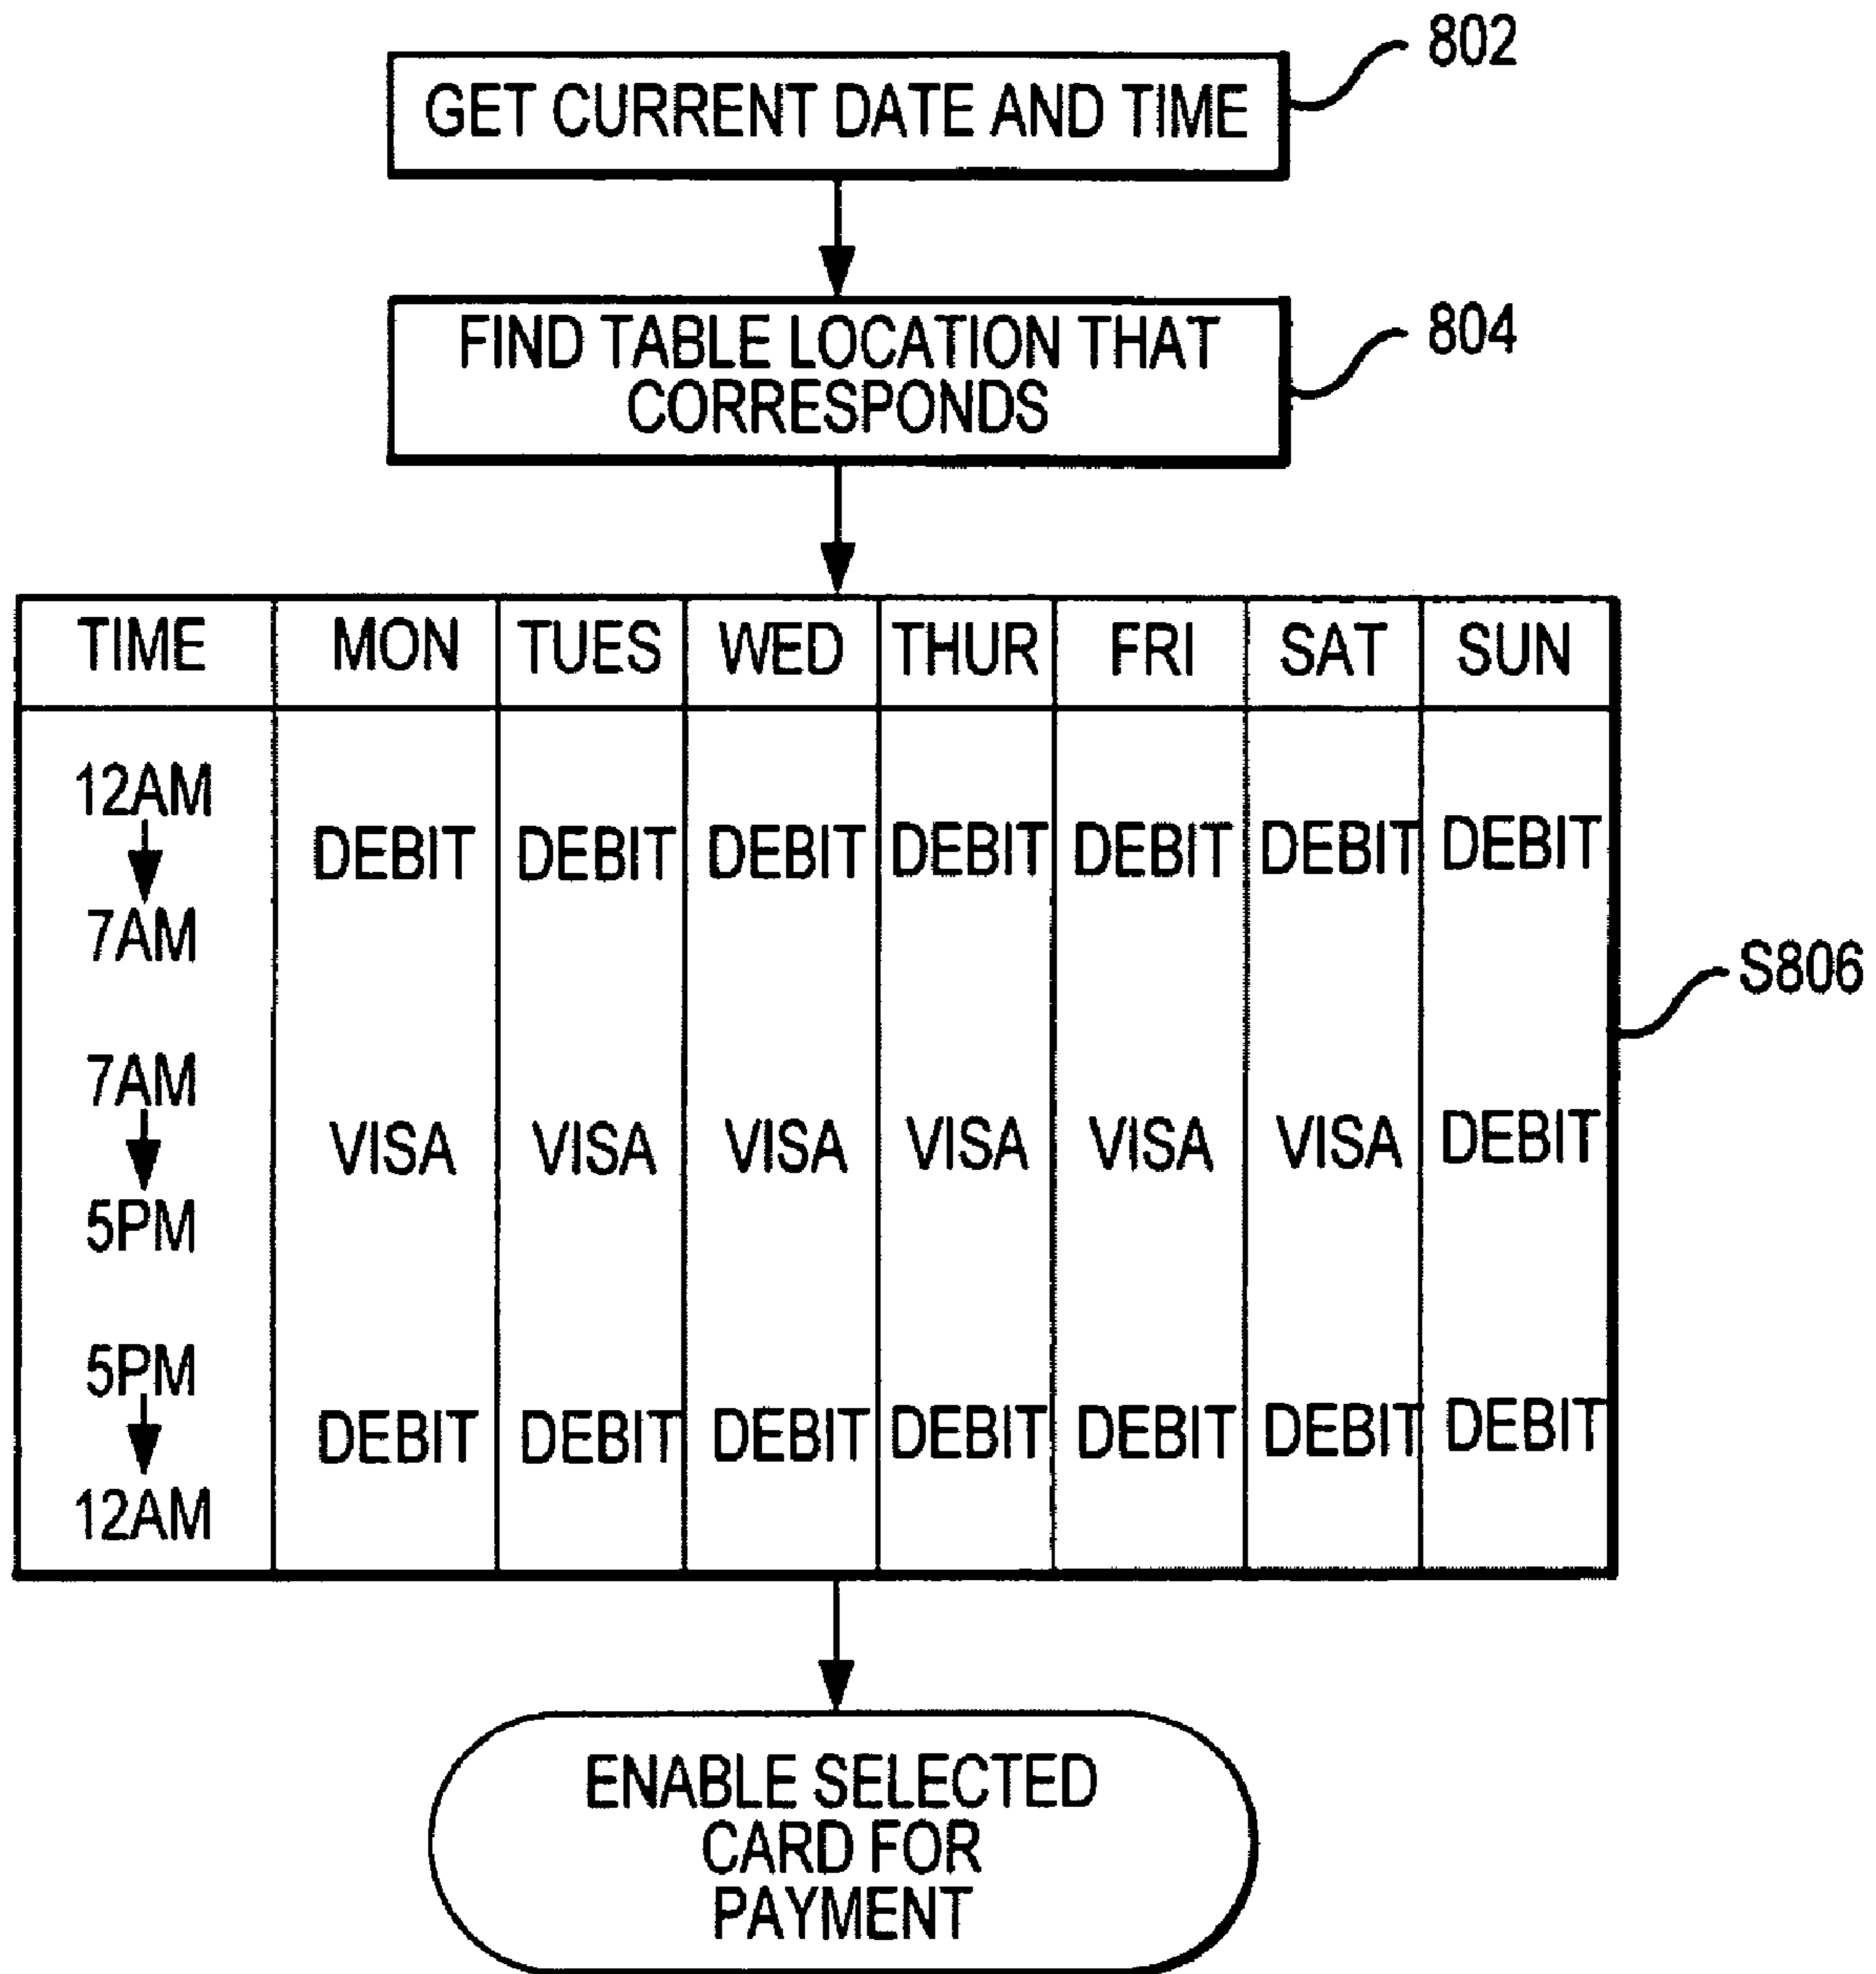 802
GET CURRENT DATE AND TIME
804
FIND TABLE LOCATION THAT
CORRESPONDS
TIME MON TUES WED THUR FRI SAT SUN
12AM
DEBIT DEBIT DEBIT DEBIT DEBIT DEBIT DEBIT
7AM
S806
7AM
VISA VISA VISA VISA VISA VISA DEBIT
5PM
5PM
DEBIT DEBIT DEBIT DEBIT DEBIT DEBIT DEBIT
12AM
ENABLE SELECTED
CARD FOR
PAYMENT